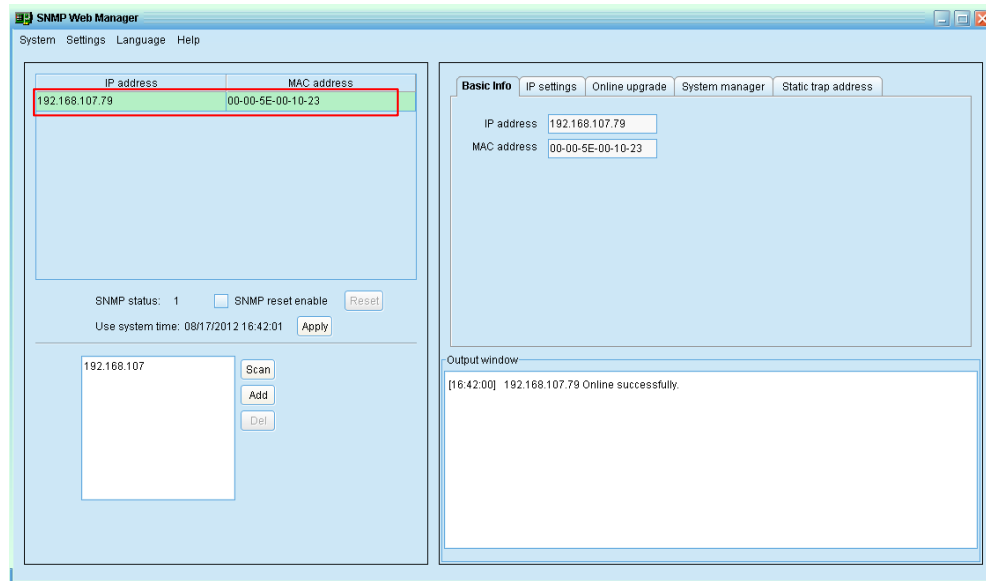 SNMP Web Manager
System Settings Language Help
IP address MAC address
192.168.107.79 00-00-5E-00-10-23
SNMP status: 1 SNMP reset enable Reset
Use system time: 08/17/2012 16:42:01 Apply
192.168.107
Scan
Add
Del
Basic Info IP settings Online upgrade System manager Static trap address
IP address 192.168.107.79
MAC address 00-00-5E-00-10-23
Output window
[16:42:00] 192.168.107.79 Online successfully.